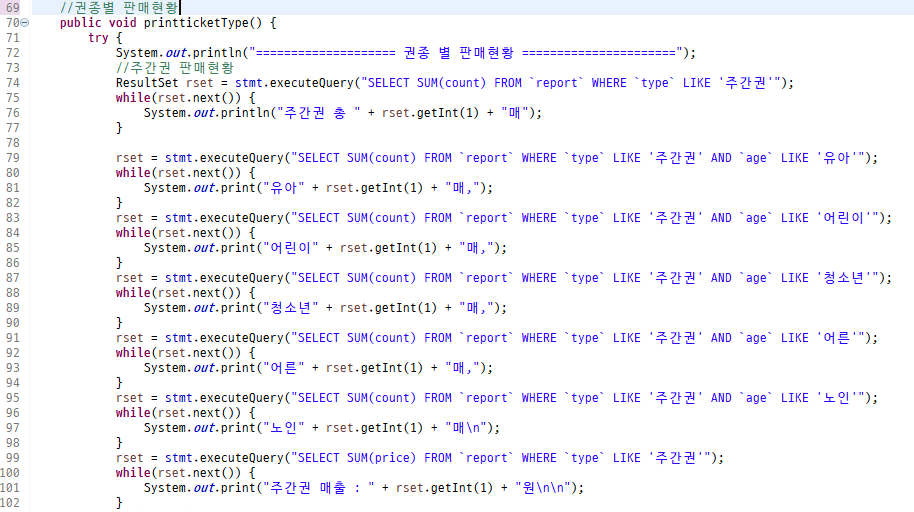 69 //권종별 판매현황
70 public void printticketType() {
71 try {
72 System.out.println("==================== 권종 별 판매현황 ======================");
73 //주간권 판매현황
74 ResultSet rset = stmt.executeQuery("SELECT SUM(count) FROM `report` WHERE `type` LIKE '주간권'");
75 while(rset.next()) {
76 System.out.println("주간권 총 " + rset.getInt(1) + "매");
77 }
78
79 rset = stmt.executeQuery("SELECT SUM(count) FROM `report` WHERE `type` LIKE '주간권' AND `age` LIKE '유아'");
80 while(rset.next()) {
81 System.out.print("유아" + rset.getInt(1) + "매,");
82 }
83 rset = stmt.executeQuery("SELECT SUM(count) FROM `report` WHERE `type` LIKE '주간권' AND `age` LIKE '어린이'");
84 while(rset.next()) {
85 System.out.print("어린이" + rset.getInt(1) + "매,");
86 }
87 rset = stmt.executeQuery("SELECT SUM(count) FROM `report` WHERE `type` LIKE '주간권' AND `age` LIKE '청소년'");
88 while(rset.next()) {
89 System.out.print("청소년" + rset.getInt(1) + "매,");
90 }
91 rset = stmt.executeQuery("SELECT SUM(count) FROM `report` WHERE `type` LIKE '주간권' AND `age` LIKE '어른'");
92 while(rset.next()) {
93 System.out.print("어른" + rset.getInt(1) + "매,");
94 }
95 rset = stmt.executeQuery("SELECT SUM(count) FROM `report` WHERE `type` LIKE '주간권' AND `age` LIKE '노인'");
96 while(rset.next()) {
97 System.out.print("노인" + rset.getInt(1) + "매\n");
98 }
99 rset = stmt.executeQuery("SELECT SUM(price) FROM `report` WHERE `type` LIKE '주간권'");
100 while(rset.next()) {
101 System.out.print("주간권 매출 : " + rset.getInt(1) + "원\n\n");
102 }